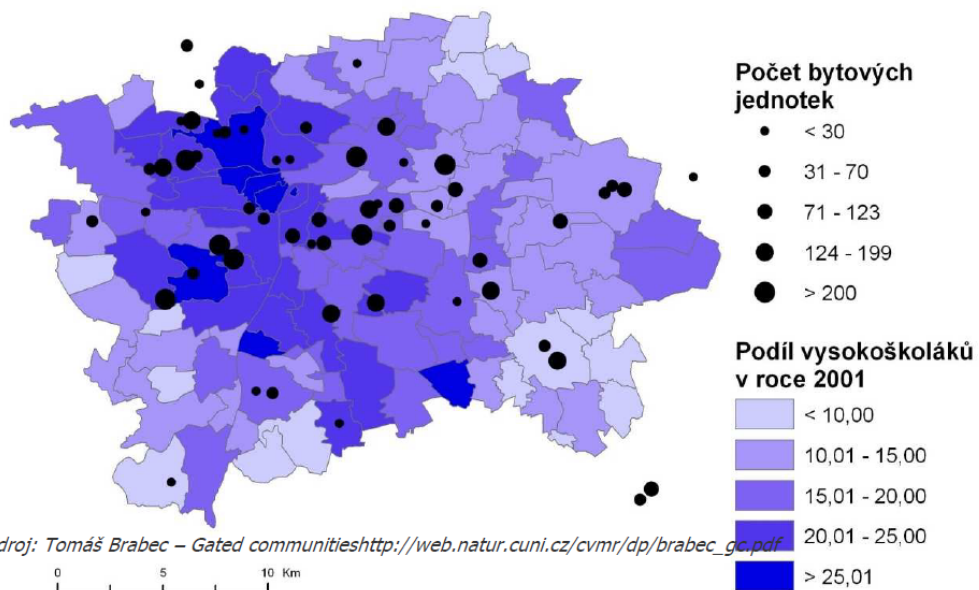 Počet bytových
jednotek
< 30
31 - 70
71 - 123
124 - 199
> 200
Podíl vysokoškoláků
v roce 2001
< 10,00
10,01 - 15,00
15,01 - 20,00
20,01 - 25,00
> 25,01
droj: Tomáš Brabec – Gated communitieshttp://web.natur.cuni.cz/cvmr/dp/brabec_gc.pdf
0 5 10 Km